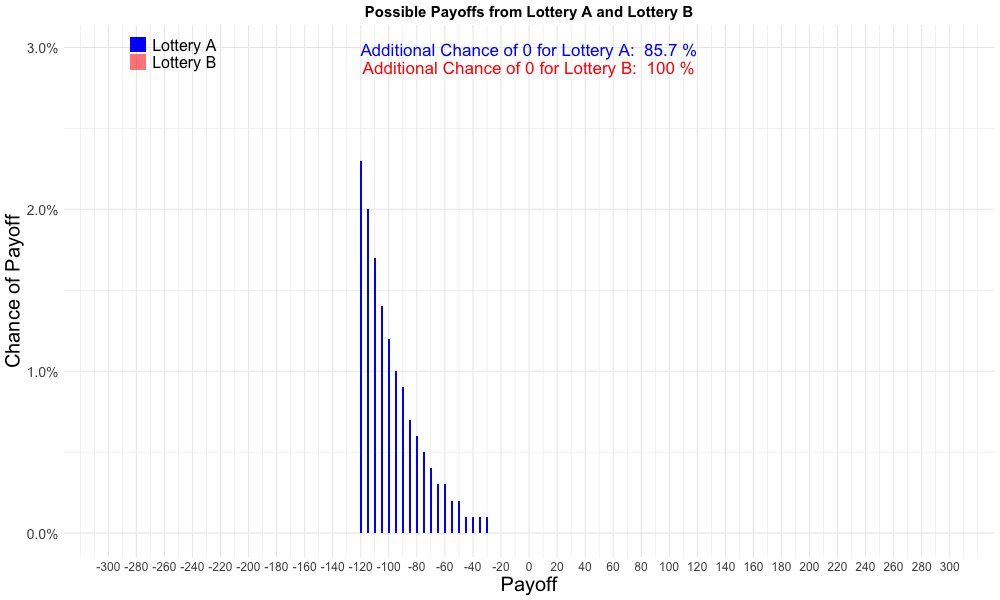 Possible Payoffs from Lottery A and Lottery B
Lottery A
Lottery B
Additional Chance of 0 for Lottery A:  85.7 %
Additional Chance of 0 for Lottery B:  100 %
Chance of Payoff
3.0%
2.0%
1.0%
0.0%
-300 -280 -260 -240 -220 -200 -180 -160 -140 -120 -100 -80 -60 -40 -20 0 20 40 60 80 100 120 140 160 180 200 220 240 260 280 300
Payoff